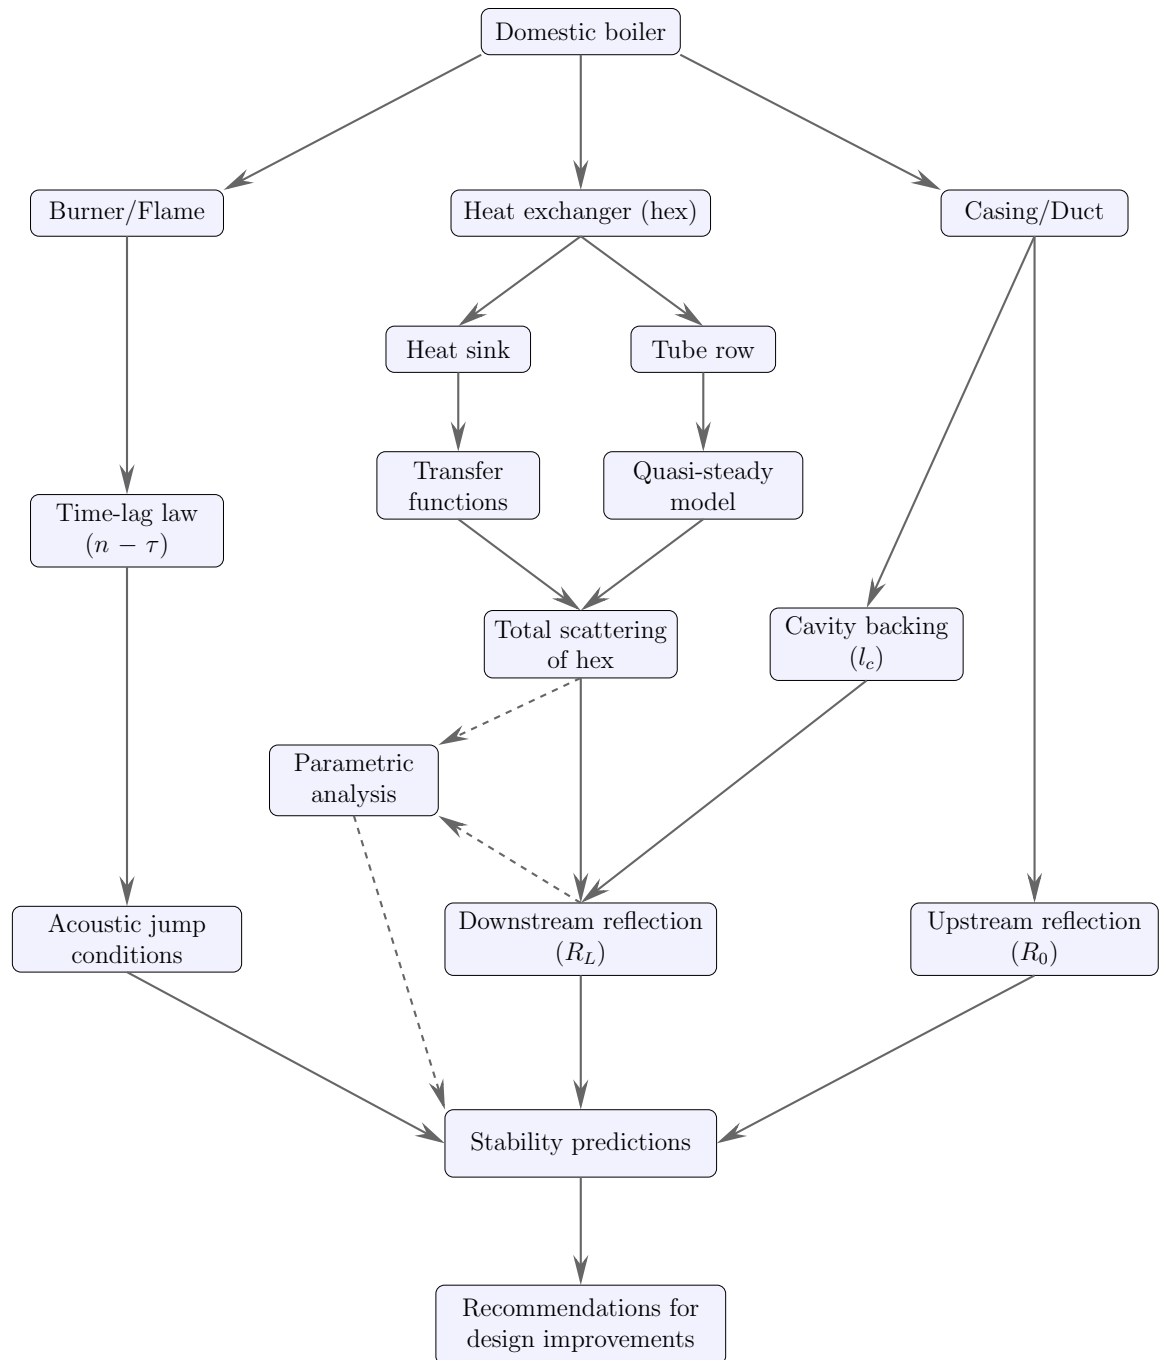 Domestic boiler
Burner/Flame
Heat exchanger (hex)
Casing/Duct
Heat sink
Tube row
Transfer
functions
Quasi-steady
model
Time-lag law
(n − τ)
Total scattering
of hex
Cavity backing
(l_c)
Parametric
analysis
Acoustic jump
conditions
Downstream reflection
(R_L)
Upstream reflection
(R_0)
Stability predictions
Recommendations for
design improvements